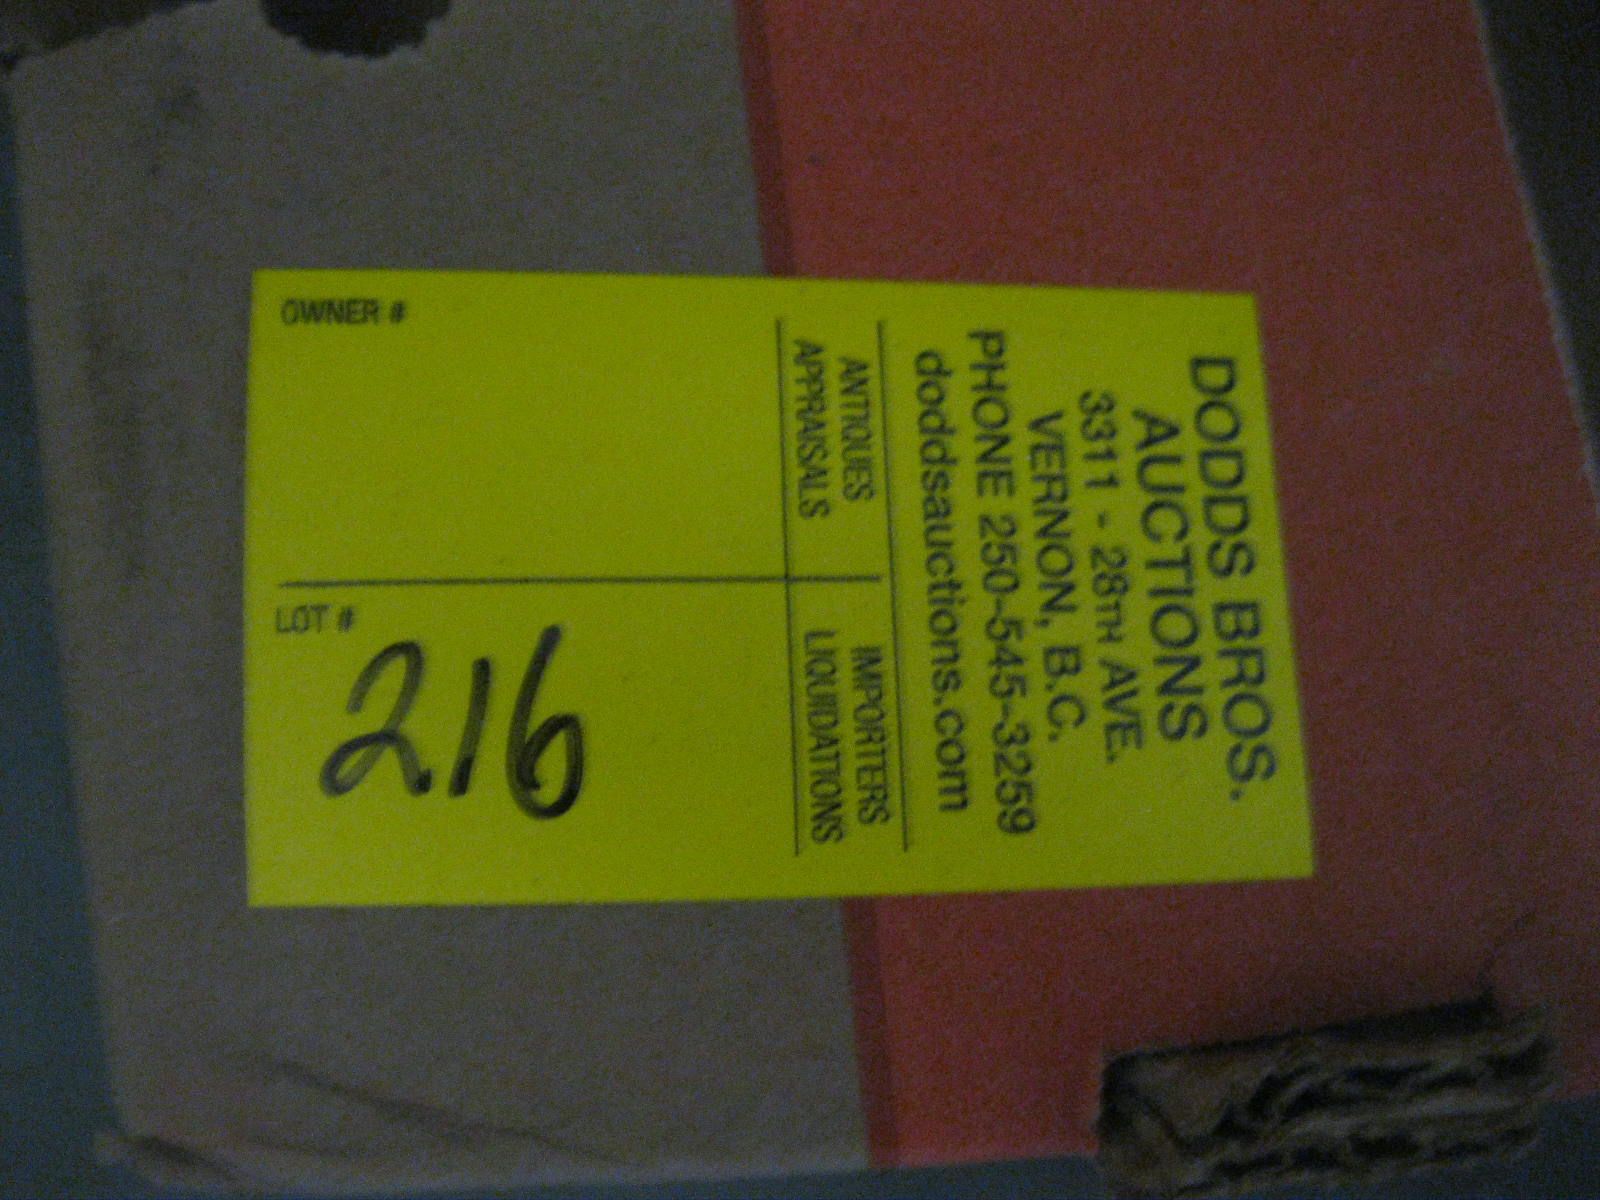 DODDS BROS.
AUCTIONS
3311 - 28TH AVE.
VERNON, B.C.
PHONE 250-545-3259
doddsauctions.com
ANTIQUES
APPRAISALS
IMPORTERS
LIQUIDATIONS
OWNER #
LOT #
216